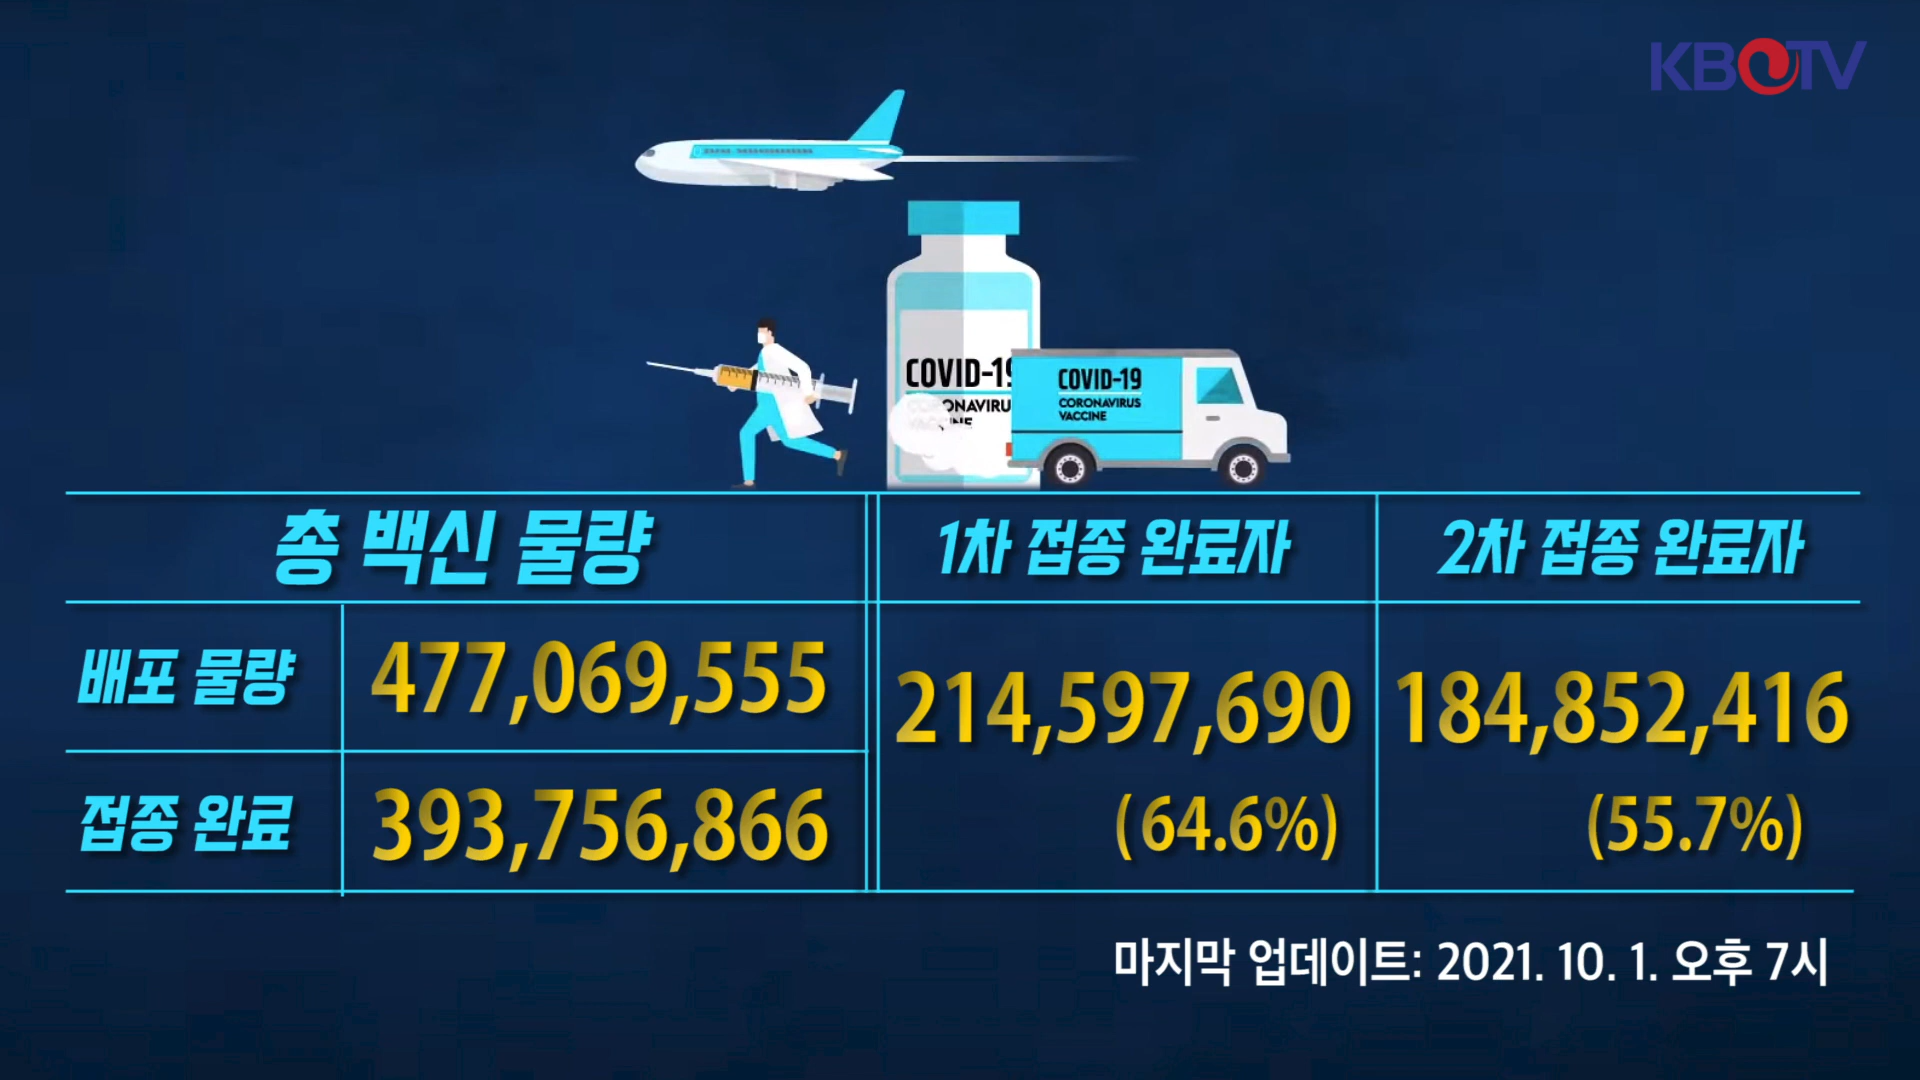 KBTV
COVID-19
COVID-19
CORONAVIRUS
VACCINE
총 백신 물량
1차 접종 완료자
2차 접종 완료자
배포 물량
477,069,555
214,597,690
184,852,416
접종 완료
393,756,866
(64.6%)
(55.7%)
마지막 업데이트: 2021. 10. 1. 오후 7시